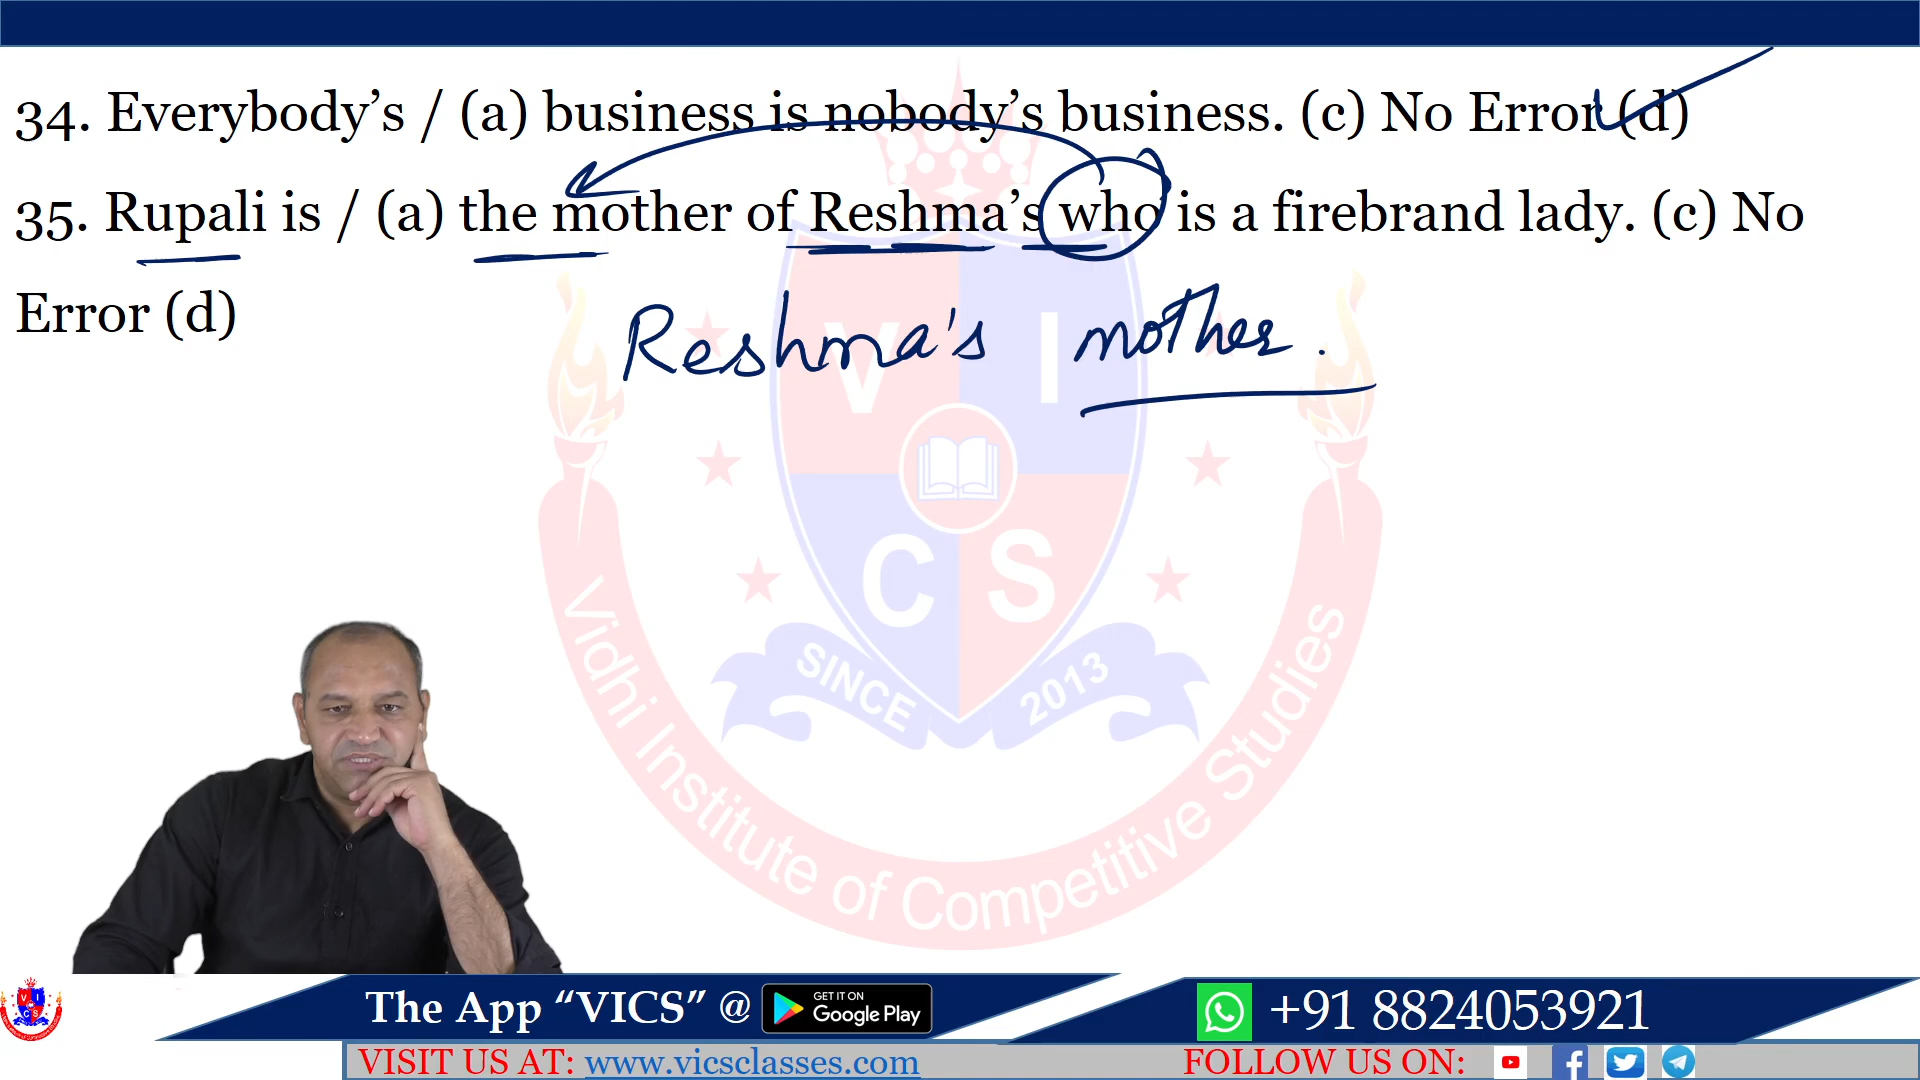 34. Everybody’s / (a) business is nobody’s business. (c) No Error (d)
35. Rupali is / (a) the mother of Reshma’s who is a firebrand lady. (c) No
Error (d)
Reshma's mother.
V I
C S
SINCE 2013
Vidhi Institute of Competitive Studies
The App “VICS” @ GET IT ON Google Play
+91 8824053921
VISIT US AT: www.vicsclasses.com
FOLLOW US ON: